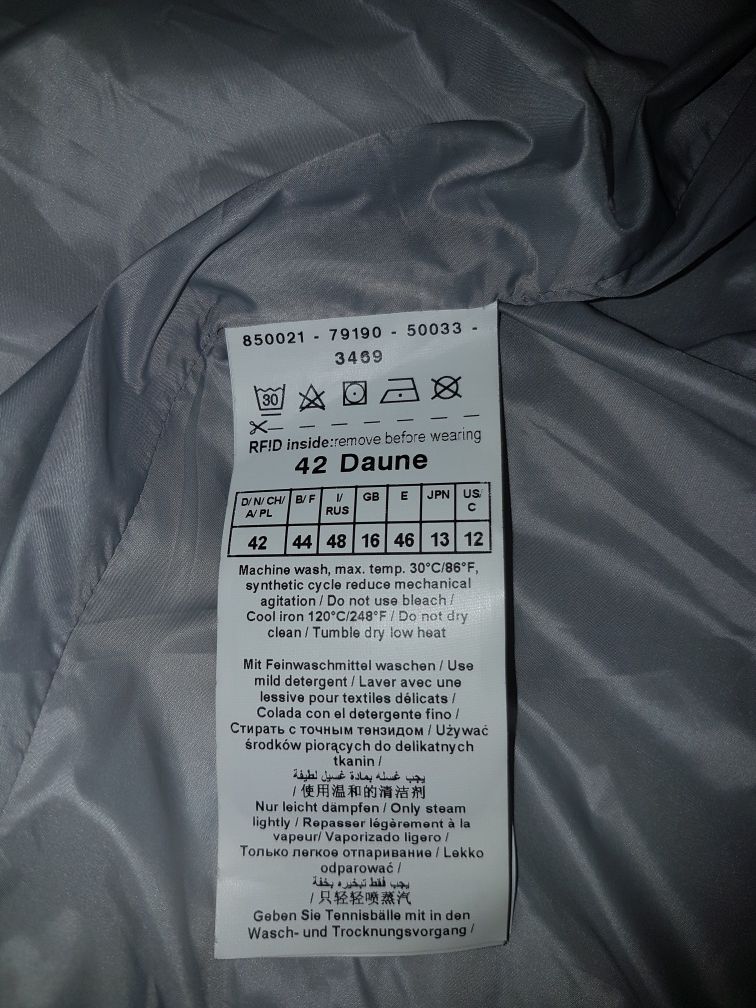 850021 - 79190 - 50033 -
3469
30
RFID inside:remove before wearing
42 Daune
D/ N/ CH/ A/ PL B/ F I/ RUS GB E JPN US/ C
42 44 48 16 46 13 12
Machine wash, max. temp. 30°C/86°F,
synthetic cycle reduce mechanical
agitation / Do not use bleach /
Cool iron 120°C/248°F / Do not dry
clean / Tumble dry low heat
Mit Feinwaschmittel waschen / Use
mild detergent / Laver avec une
lessive pour textiles délicats /
Colada con el detergente fino /
Стирать с точным тензидом / Używać
środków piorących do delikatnych
tkanin /
يجب غسله بمادة غسيل لطيفة
/ 使用温和的清洁剂
Nur leicht dämpfen / Only steam
lightly / Repasser légèrement à la
vapeur/ Vaporizado ligero /
Только легкое отпаривание / Lekko
odparować /
يجب فقط تبخيره بخفة
/ 只轻轻喷蒸汽
Geben Sie Tennisbälle mit in den
Wasch- und Trocknungsvorgang /